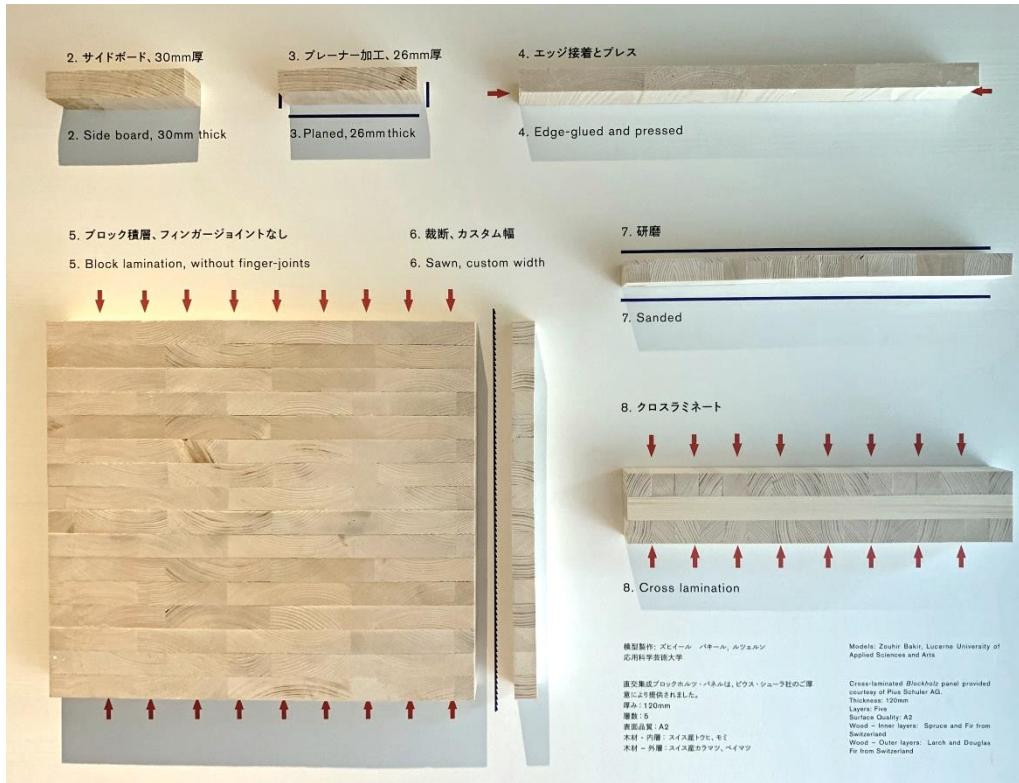 2. サイドボード、30mm厚
2. Side board, 30mm thick
3. プレーナー加工、26mm厚
3. Planed, 26mm thick
4. エッジ接着とプレス
4. Edge-glued and pressed
5. ブロック積層、フィンガージョイントなし
5. Block lamination, without finger-joints
6. 裁断、カスタム幅
6. Sawn, custom width
7. 研磨
7. Sanded
8. クロスラミネート
8. Cross lamination
模型製作: ズヒイール バキール, ルツェルン
応用科学芸術大学
直交集成ブロックホルツ・パネルは、ピウス・シューラ社のご厚
意により提供されました。
厚み: 120mm
層数: 5
表面品質: A2
木材 - 内層: スイス産トウヒ、モミ
木材 – 外層: スイス産カラマツ、ベイマツ
Models: Zouhir Bakir, Lucerne University of
Applied Sciences and Arts
Cross-laminated Blockholz panel provided
courtesy of Pius Schuler AG.
Thickness: 120mm
Layers: Five
Surface Quality: A2
Wood – Inner layers: Spruce and Fir from
Switzerland
Wood – Outer layers: Larch and Douglas
Fir from Switzerland